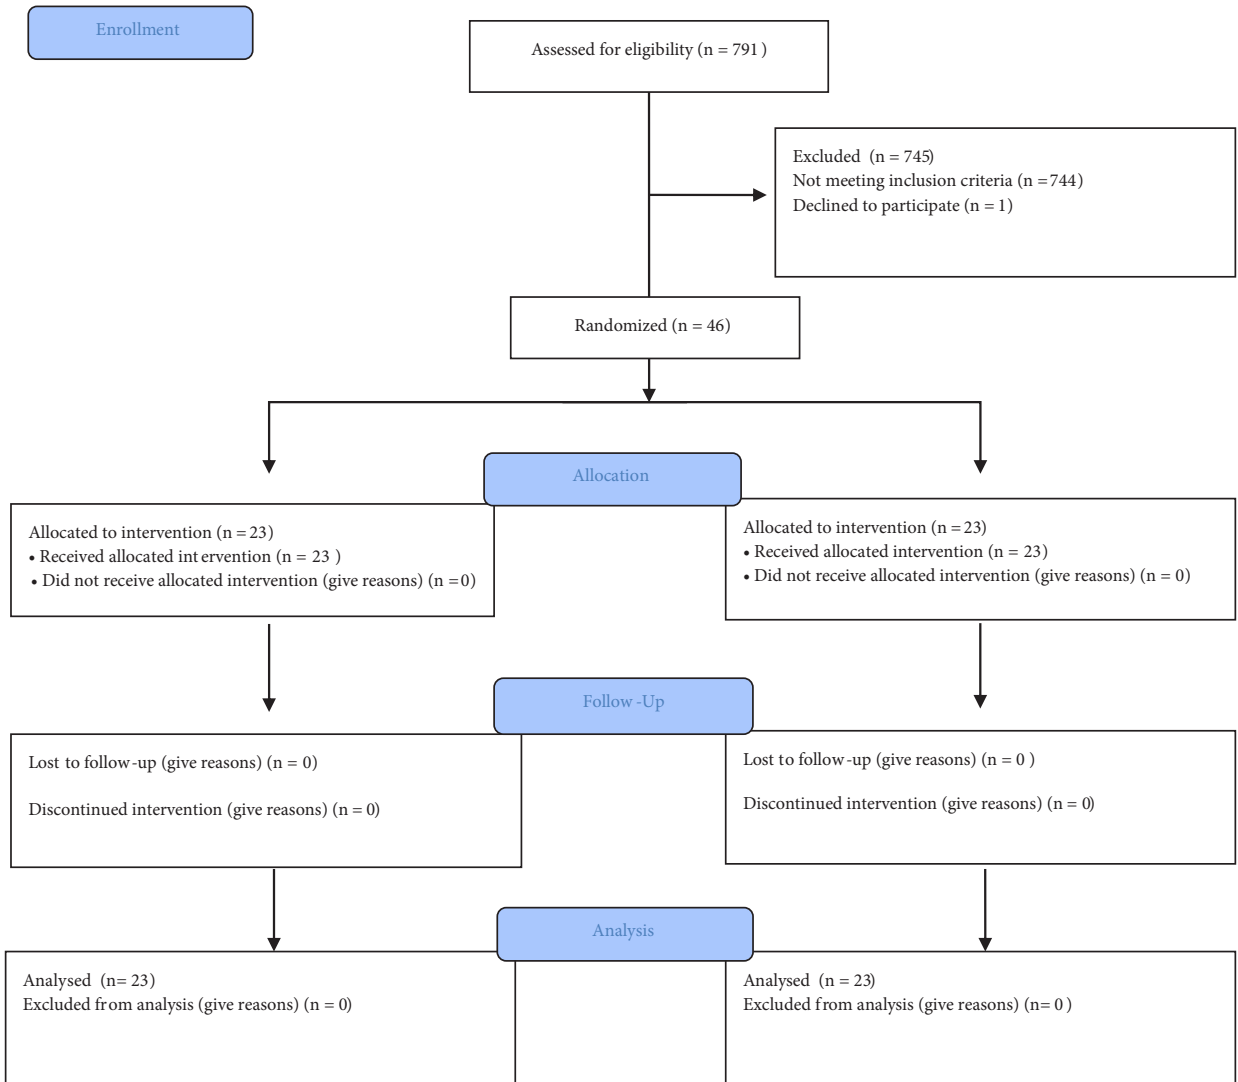 Enrollment
Assessed for eligibility (n = 791)
Excluded (n = 745)
Not meeting inclusion criteria (n = 744)
Declined to participate (n = 1)
Randomized (n = 46)
Allocation
Allocated to intervention (n = 23)
• Received allocated intervention (n = 23)
• Did not receive allocated intervention (give reasons) (n = 0)
Allocated to intervention (n = 23)
• Received allocated intervention (n = 23)
• Did not receive allocated intervention (give reasons) (n = 0)
Follow-Up
Lost to follow-up (give reasons) (n = 0)
Discontinued intervention (give reasons) (n = 0)
Lost to follow-up (give reasons) (n = 0)
Discontinued intervention (give reasons) (n = 0)
Analysis
Analysed (n = 23)
Excluded from analysis (give reasons) (n = 0)
Analysed (n = 23)
Excluded from analysis (give reasons) (n = 0)